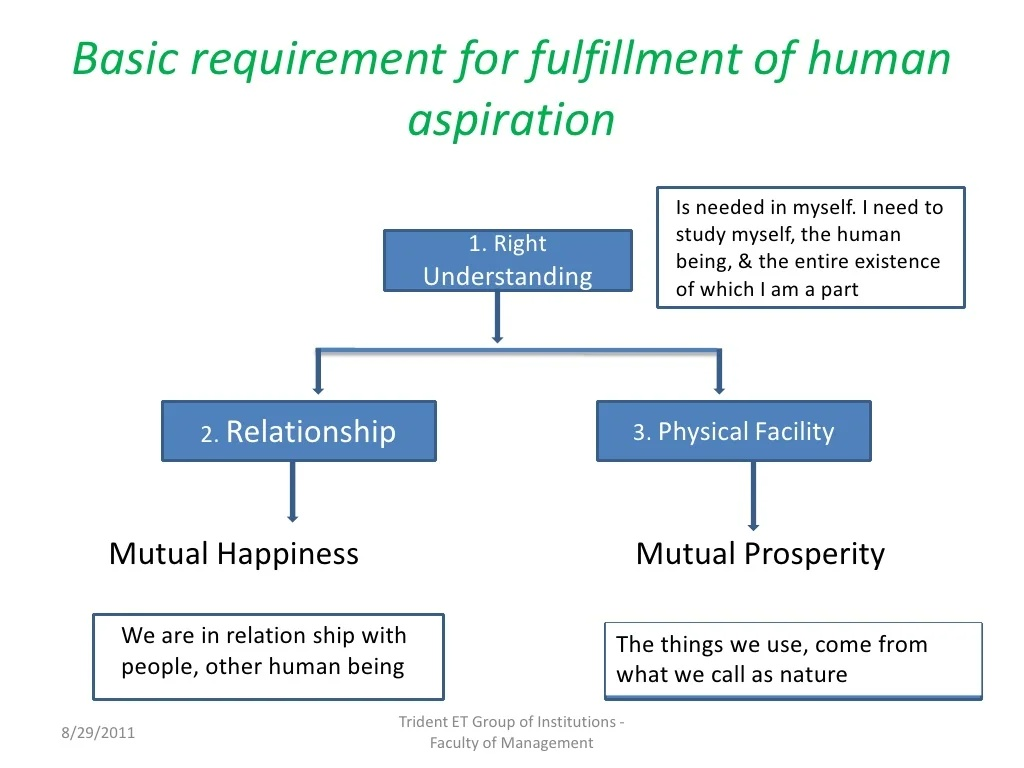 Basic requirement for fulfillment of human
aspiration
Is needed in myself. I need to
study myself, the human
being, & the entire existence
of which I am a part
1. Right
Understanding
2. Relationship
3. Physical Facility
Mutual Happiness
Mutual Prosperity
We are in relation ship with
people, other human being
The things we use, come from
what we call as nature
8/29/2011
Trident ET Group of Institutions -
Faculty of Management